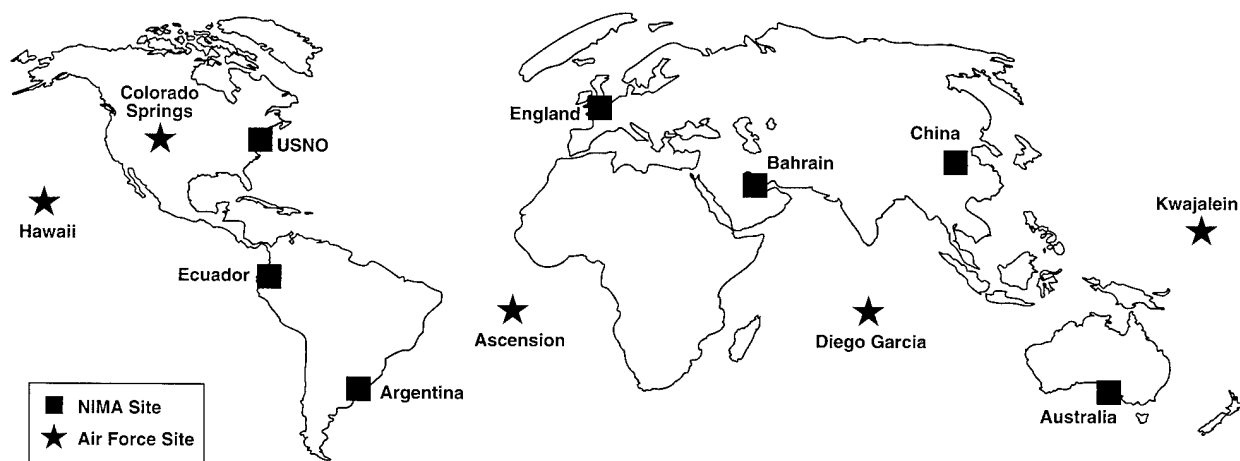 Colorado
Springs
England
USNO
China
Bahrain
Hawaii
Kwajalein
Ecuador
Ascension
Diego Garcia
Argentina
Australia
NIMA Site
Air Force Site